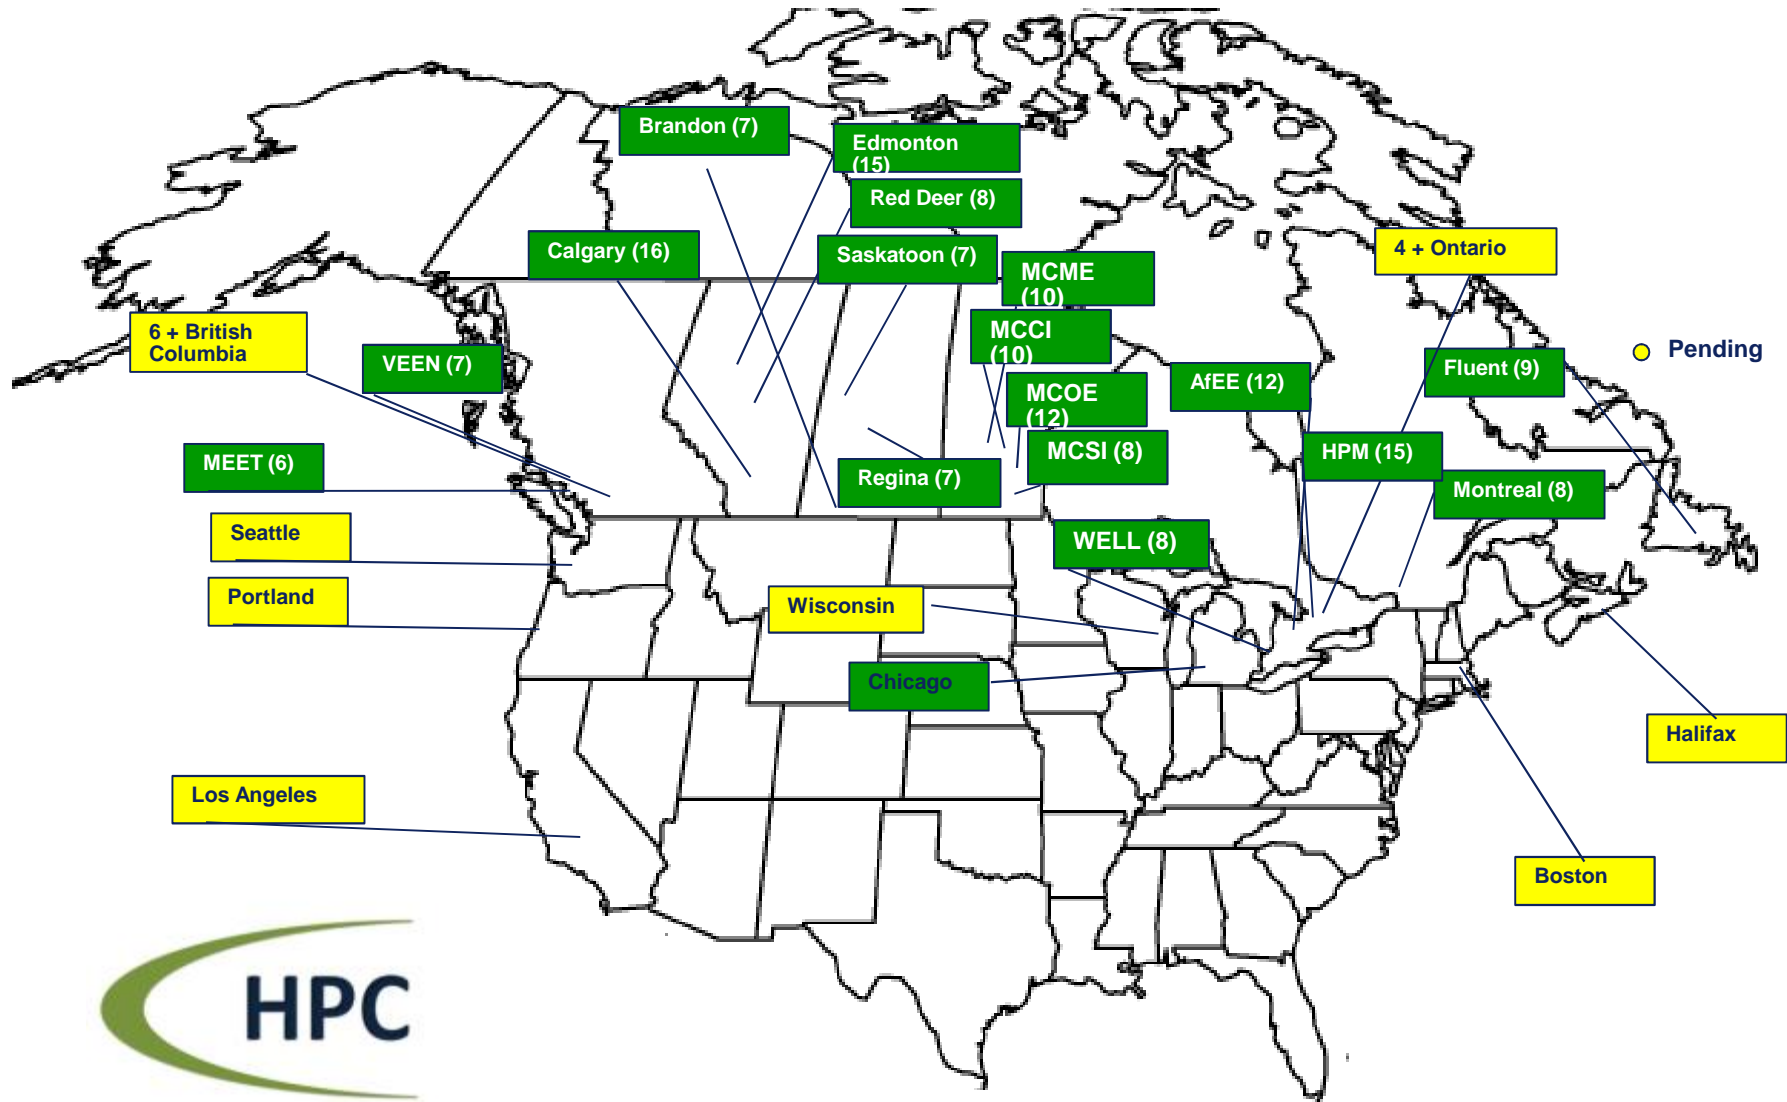 Brandon (7)
Edmonton
(15)
Red Deer (8)
Calgary (16)
Saskatoon (7)
4 + Ontario
MCME
(10)
6 + British
Columbia
MCCI
(10)
VEEN (7)
Pending
Fluent (9)
AfEE (12)
MCOE
(12)
MCSI (8)
HPM (15)
MEET (6)
Regina (7)
Montreal (8)
Seattle
WELL (8)
Portland
Wisconsin
Chicago
Halifax
Los Angeles
Boston
HPC